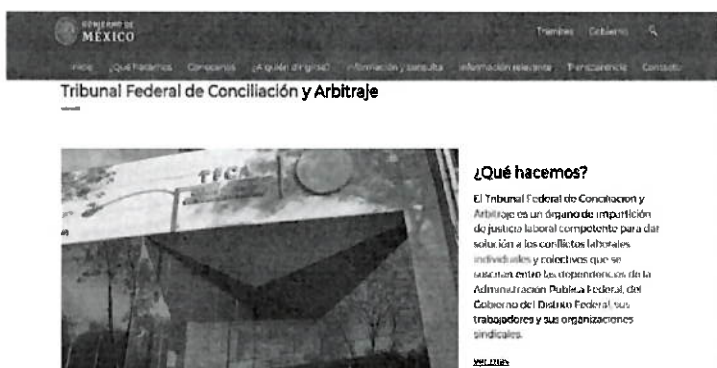 GOBIERNO DE
MÉXICO
Trámites Gobierno
Inicio ¿Qué hacemos? Conócenos ¿A quién dirigirse? Información y consulta Información relevante Transparencia Contacto
Tribunal Federal de Conciliación y Arbitraje
TFCA
¿Qué hacemos?
El Tribunal Federal de Conciliación y
Arbitraje es un órgano de impartición
de justicia laboral competente para dar
solución a los conflictos laborales
individuales y colectivos que se
suscitan entre las dependencias de la
Administración Pública Federal, del
Gobierno del Distrito Federal, sus
trabajadores y sus organizaciones
sindicales.
Ver más